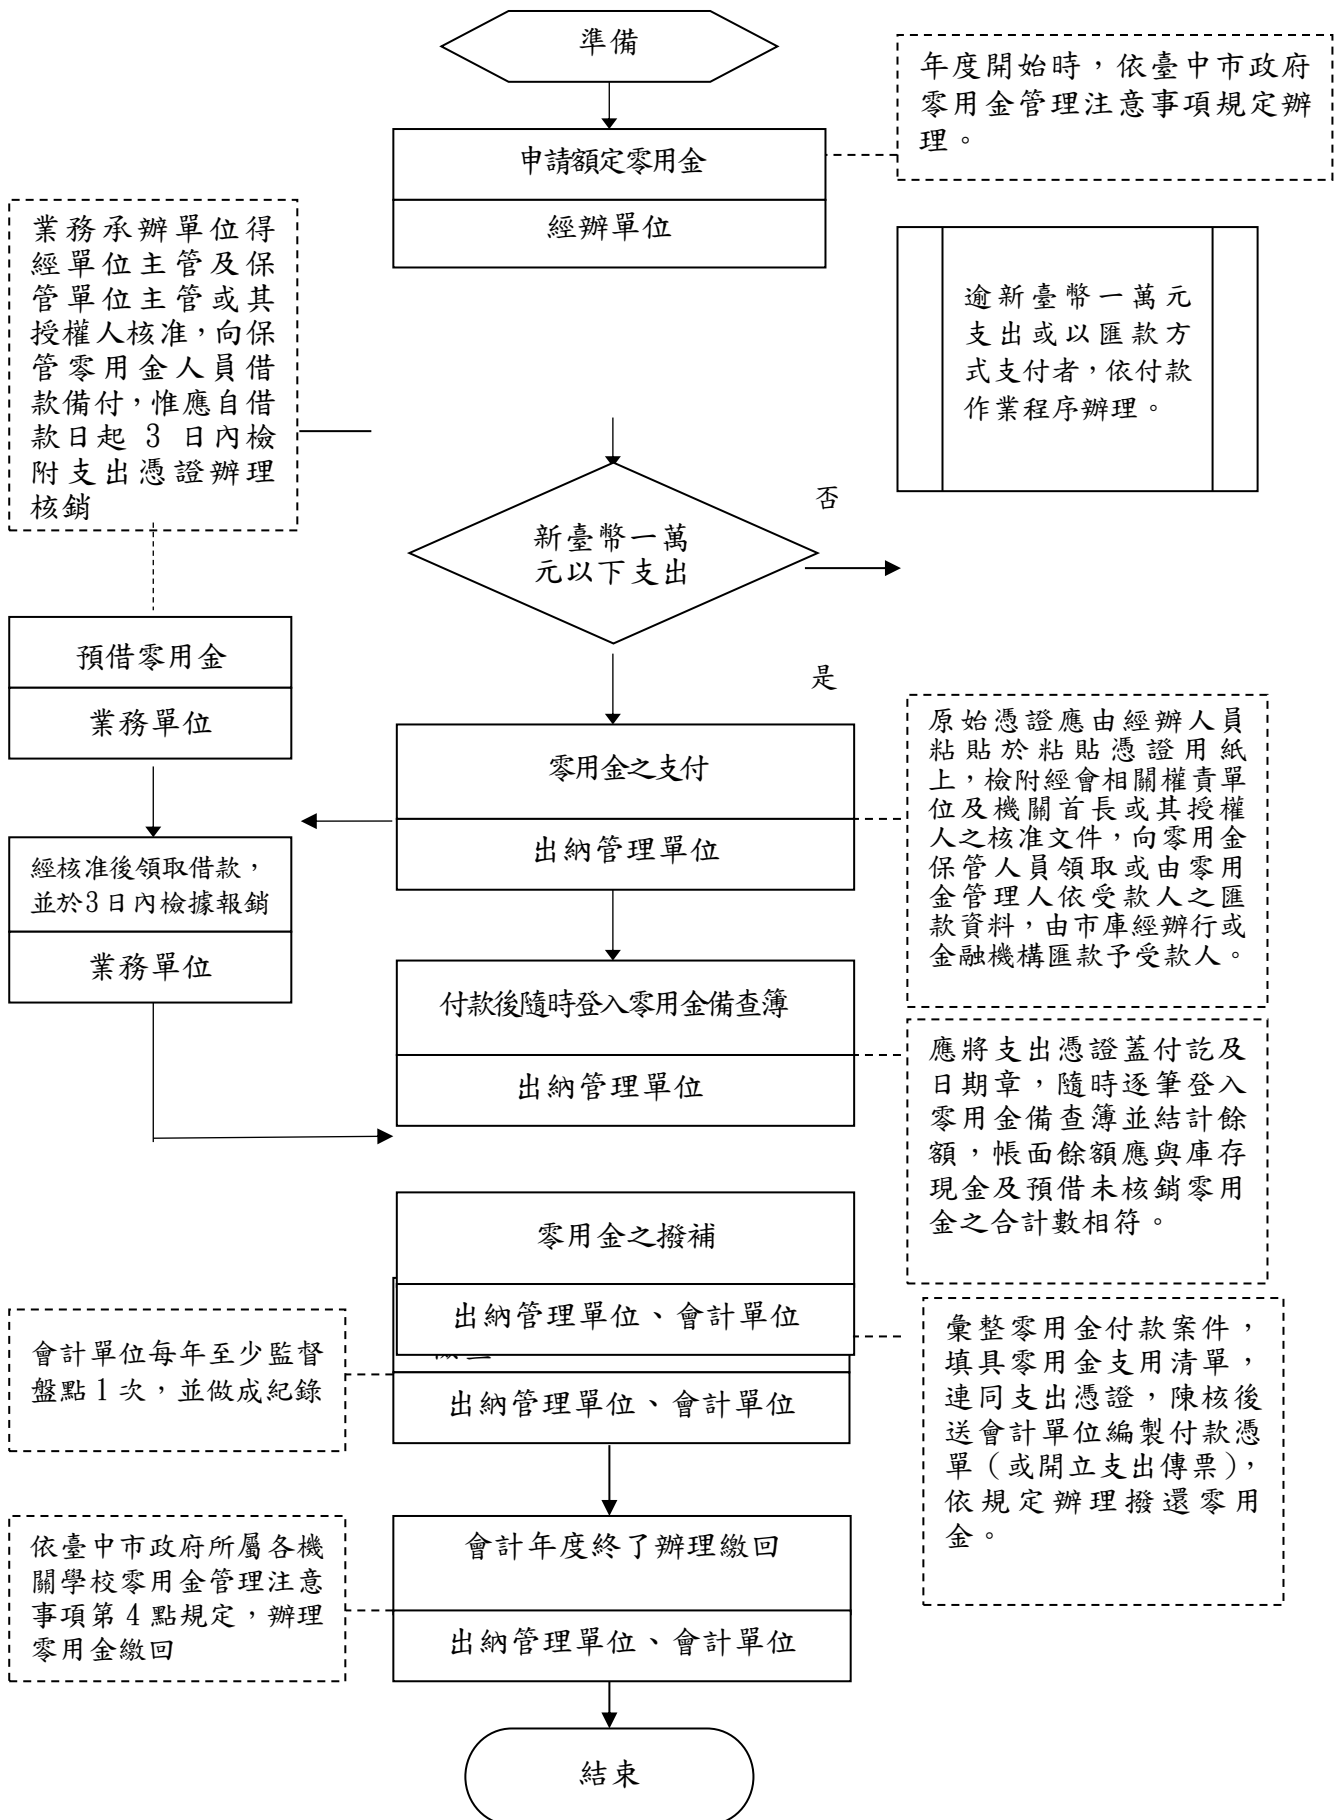 準備
年度開始時，依臺中市政府
零用金管理注意事項規定辦
理。
申請額定零用金
經辦單位
業務承辦單位得
經單位主管及保
管單位主管或其
授權人核准，向保
管零用金人員借
款備付，惟應自借
款日起 3 日內檢
附支出憑證辦理
核銷
逾新臺幣一萬元
支出或以匯款方
式支付者，依付款
作業程序辦理。
否
新臺幣一萬
元以下支出
是
預借零用金
業務單位
零用金之支付
出納管理單位
原始憑證應由經辦人員
粘貼於粘貼憑證用紙
上，檢附經會相關權責單
位及機關首長或其授權
人之核准文件，向零用金
保管人員領取或由零用
金管理人依受款人之匯
款資料，由市庫經辦行或
金融機構匯款予受款人。
經核准後領取借款，
並於3日內檢據報銷
業務單位
付款後隨時登入零用金備查簿
出納管理單位
應將支出憑證蓋付訖及
日期章，隨時逐筆登入
零用金備查簿並結計餘
額，帳面餘額應與庫存
現金及預借未核銷零用
金之合計數相符。
零用金之撥補
出納管理單位、會計單位
彙整零用金付款案件，
填具零用金支用清單，
連同支出憑證，陳核後
送會計單位編製付款憑
單（或開立支出傳票），
依規定辦理撥還零用
金。
會計單位每年至少監督
盤點1次，並做成紀錄
出納管理單位、會計單位
依臺中市政府所屬各機
關學校零用金管理注意
事項第4點規定，辦理
零用金繳回
會計年度終了辦理繳回
出納管理單位、會計單位
結束